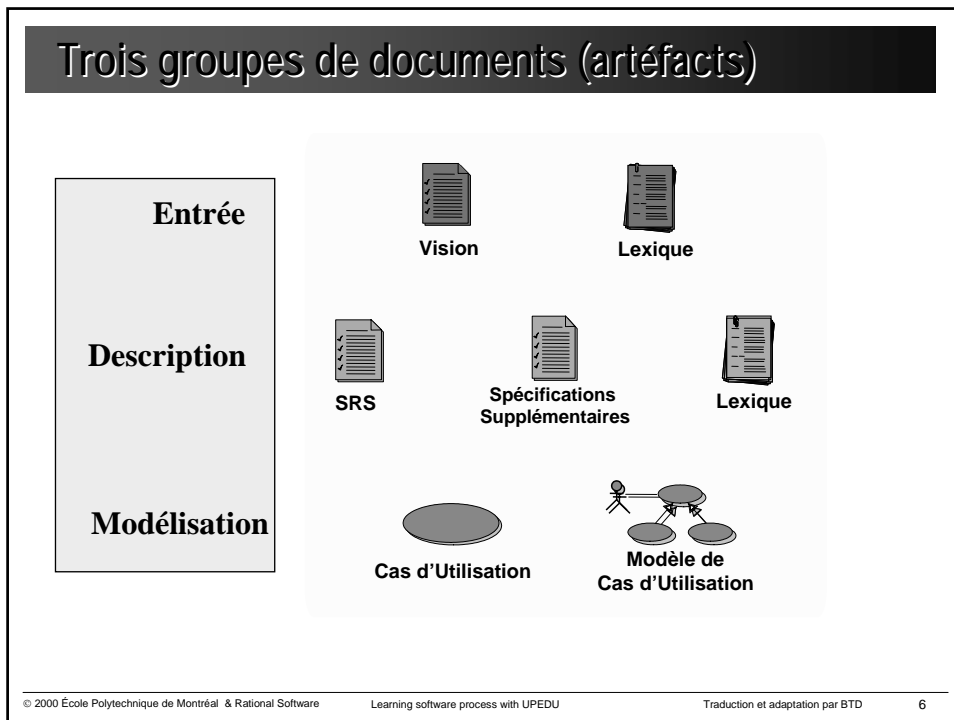 Trois groupes de documents (artéfacts)
Entrée
Vision
Lexique
Description
SRS
Spécifications
Supplémentaires
Lexique
Modélisation
Cas d'Utilisation
Modèle de
Cas d'Utilisation
© 2000 École Polytechnique de Montréal & Rational Software
Learning software process with UPEDU
Traduction et adaptation par BTD
6